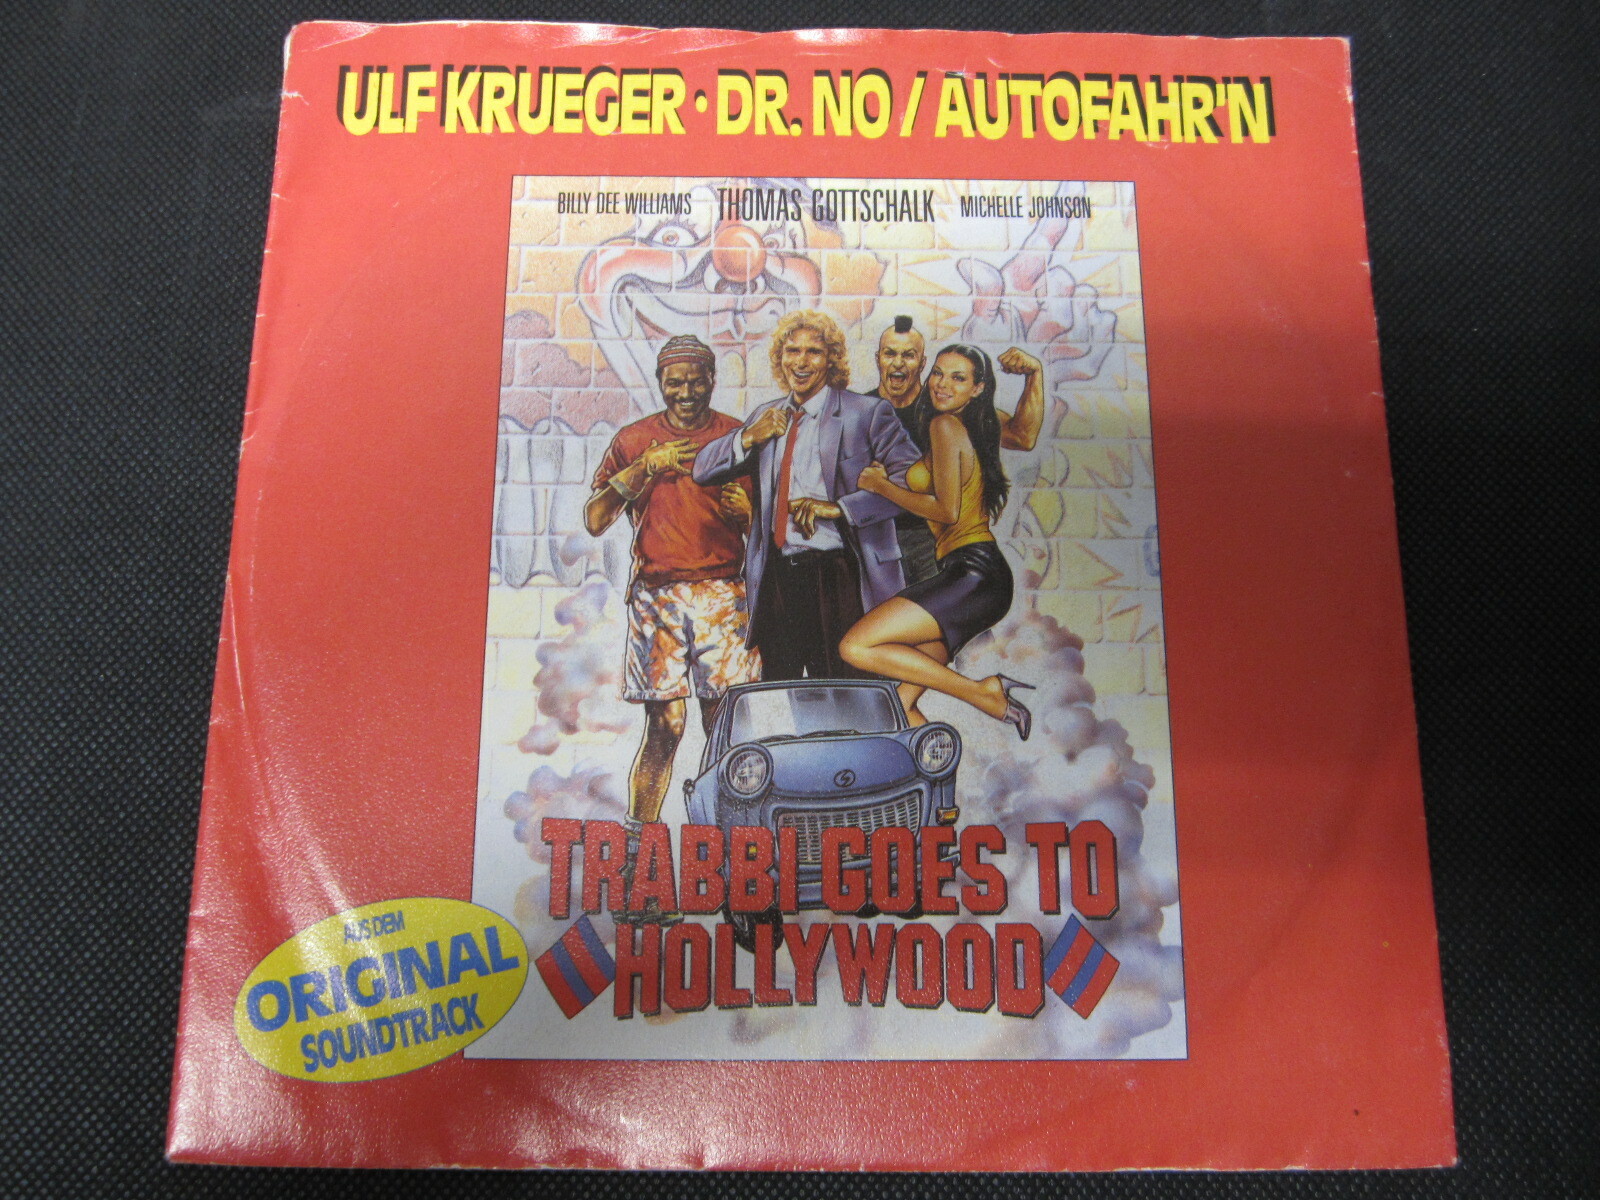 ULF KRUEGER · DR. NO / AUTOFAHR'N
BILLY DEE WILLIAMS THOMAS GOTTSCHALK MICHELLE JOHNSON
TRABBI GOES TO
HOLLYWOOD
AUS DEM
ORIGINAL
SOUNDTRACK